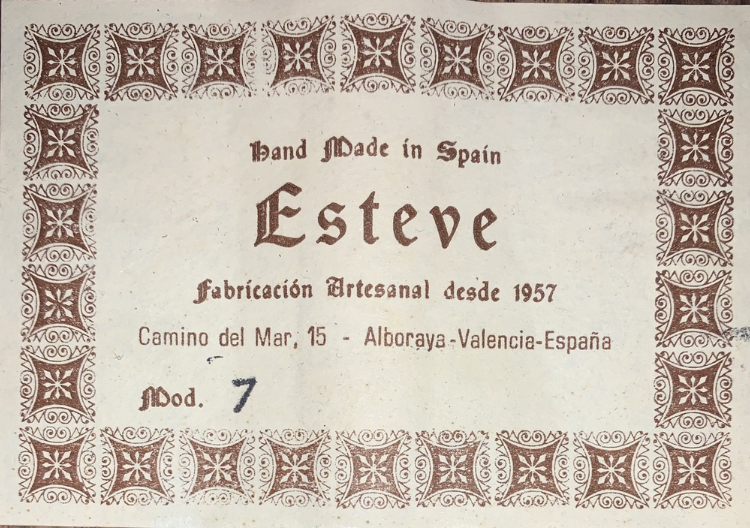 Hand Made in Spain
Esteve
Fabricación Artesanal desde 1957
Camino del Mar, 15 - Alboraya-Valencia-España
Mod. 7